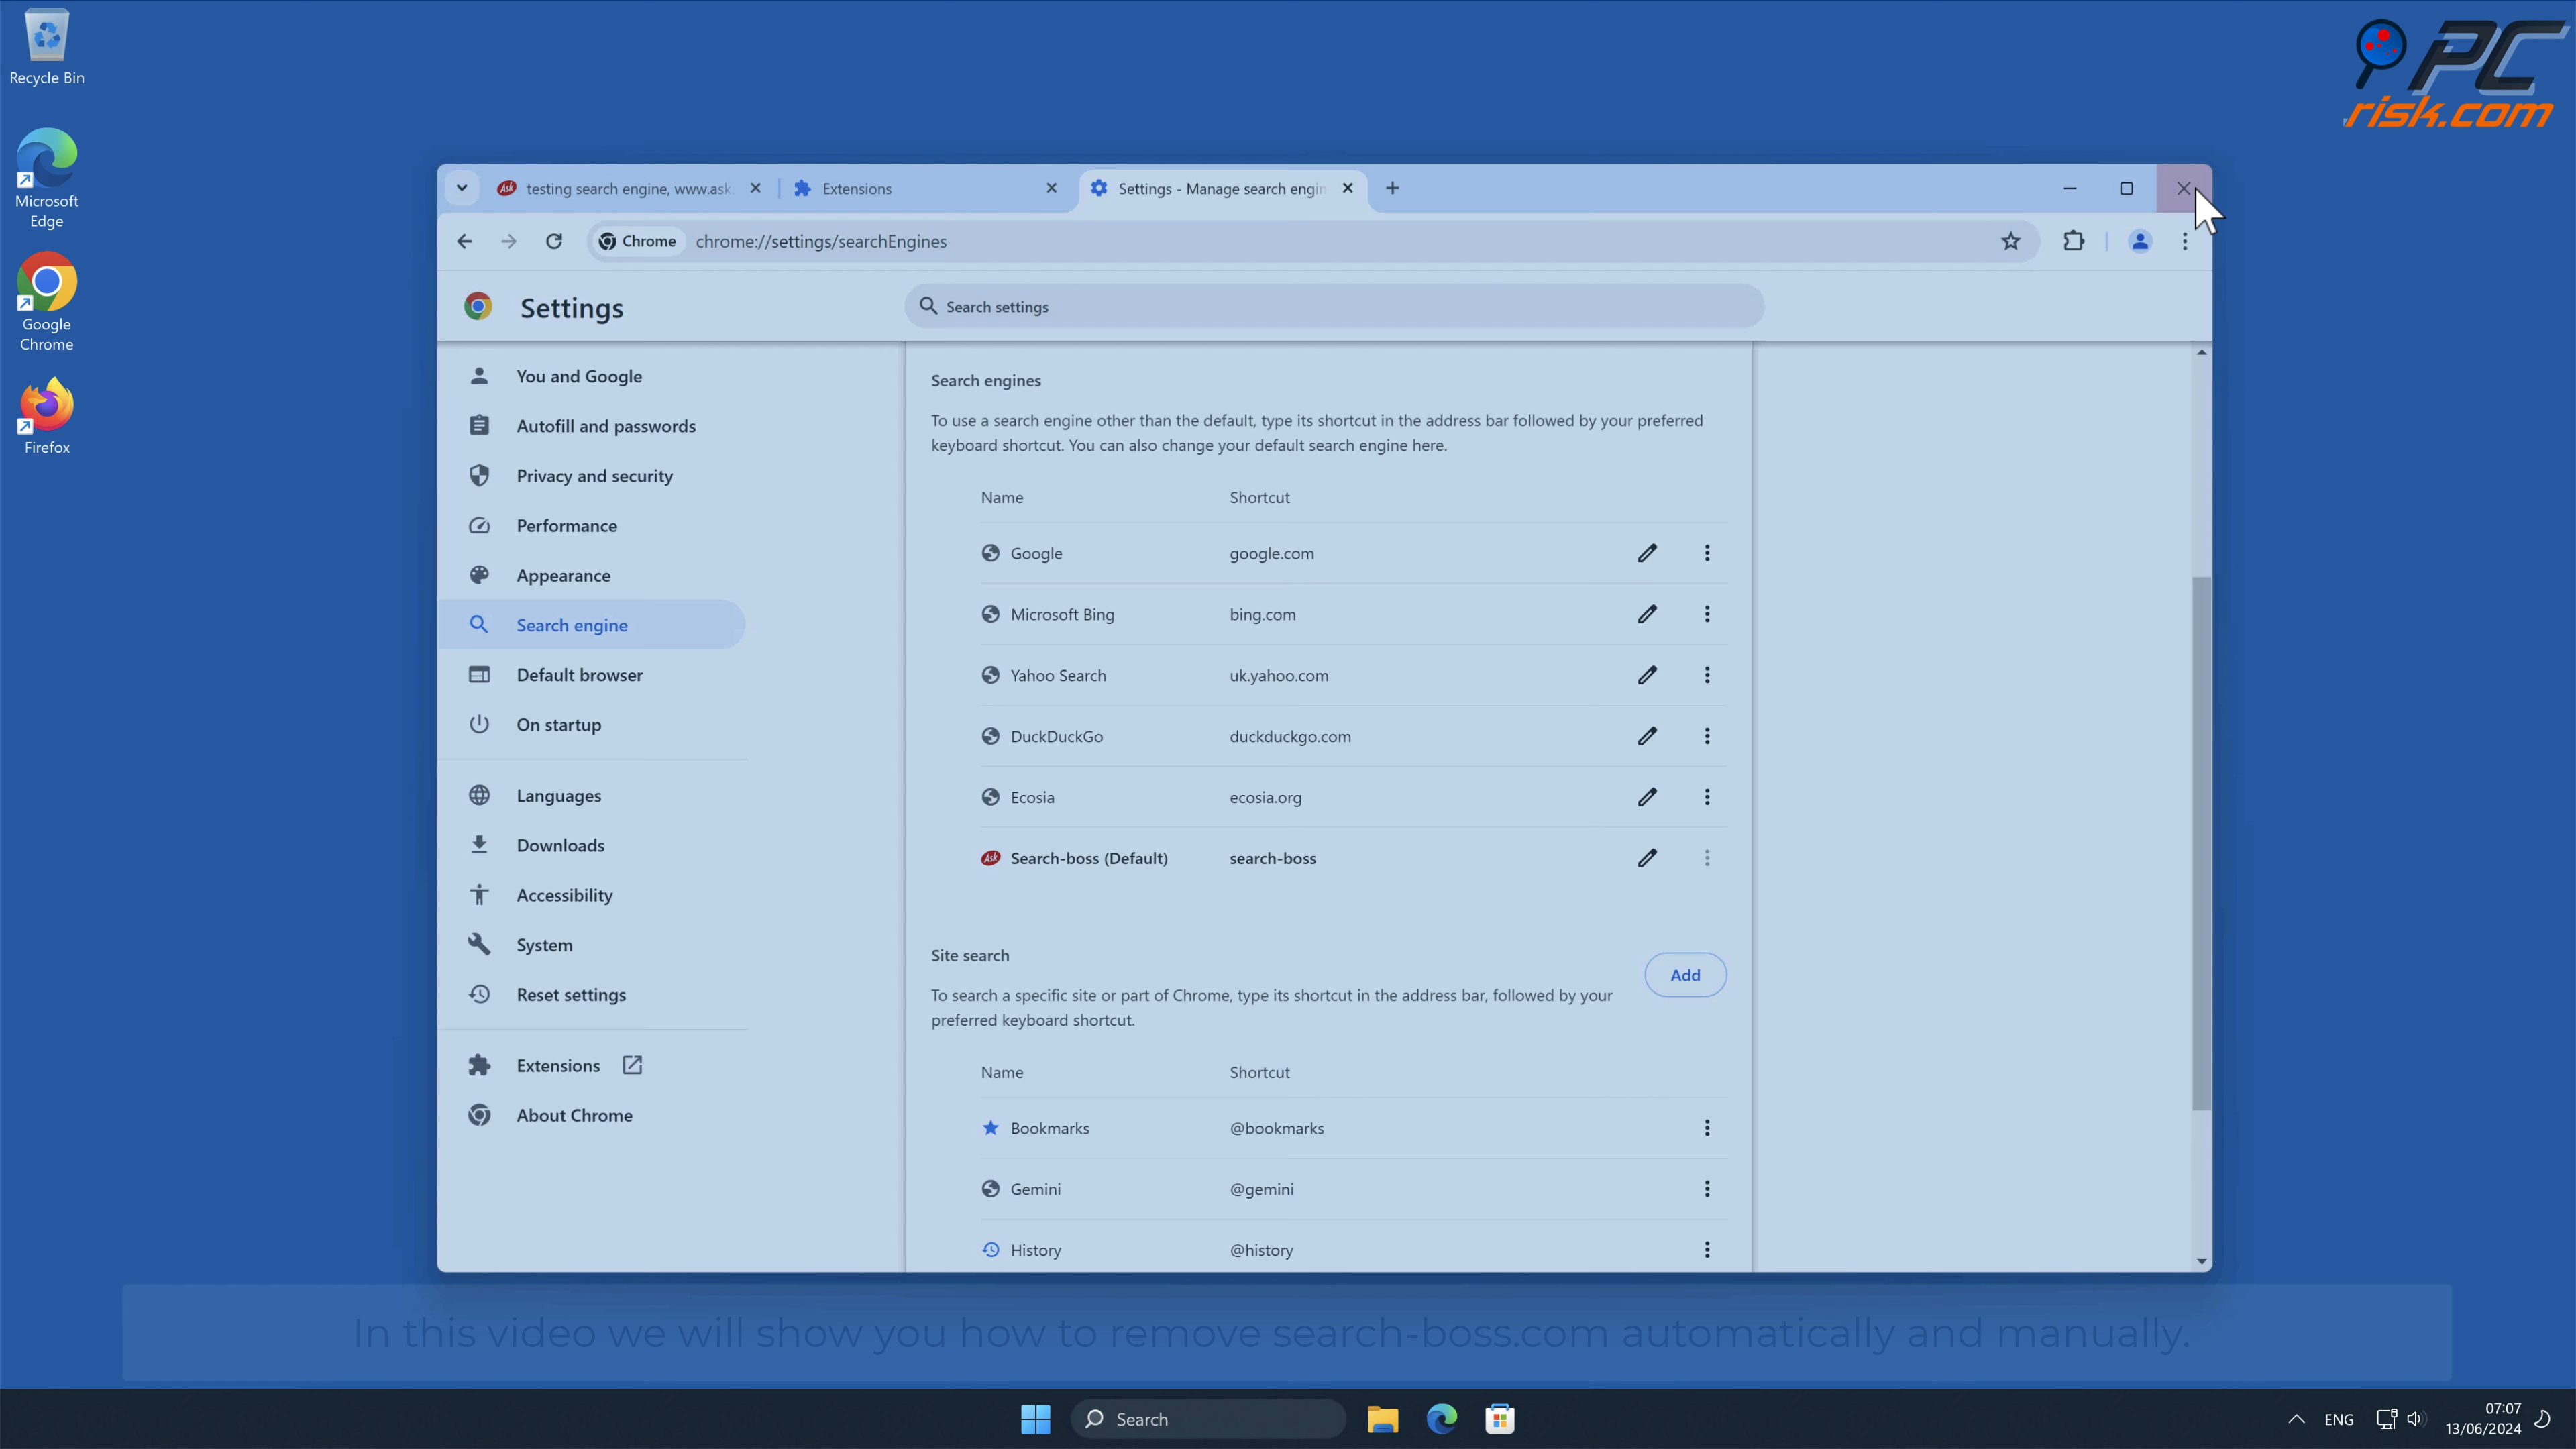 Recycle Bin
Microsoft
Edge
Google
Chrome
Firefox
PC
risk.com
Ask
testing search engine, www.ask.
Extensions
Settings - Manage search engin
Chrome
chrome://settings/searchEngines
Settings
Search settings
You and Google
Autofill and passwords
Privacy and security
Performance
Appearance
Search engine
Default browser
On startup
Languages
Downloads
Accessibility
System
Reset settings
Extensions
About Chrome
Search engines
To use a search engine other than the default, type its shortcut in the address bar followed by your preferred
keyboard shortcut. You can also change your default search engine here.
Name Shortcut
Google google.com
Microsoft Bing bing.com
Yahoo Search uk.yahoo.com
DuckDuckGo duckduckgo.com
Ecosia ecosia.org
Ask Search-boss (Default) search-boss
Site search
Add
To search a specific site or part of Chrome, type its shortcut in the address bar, followed by your
preferred keyboard shortcut.
Name Shortcut
Bookmarks @bookmarks
Gemini @gemini
History @history
In this video we will show you how to remove search-boss.com automatically and manually.
Search
ENG
07:07
13/06/2024